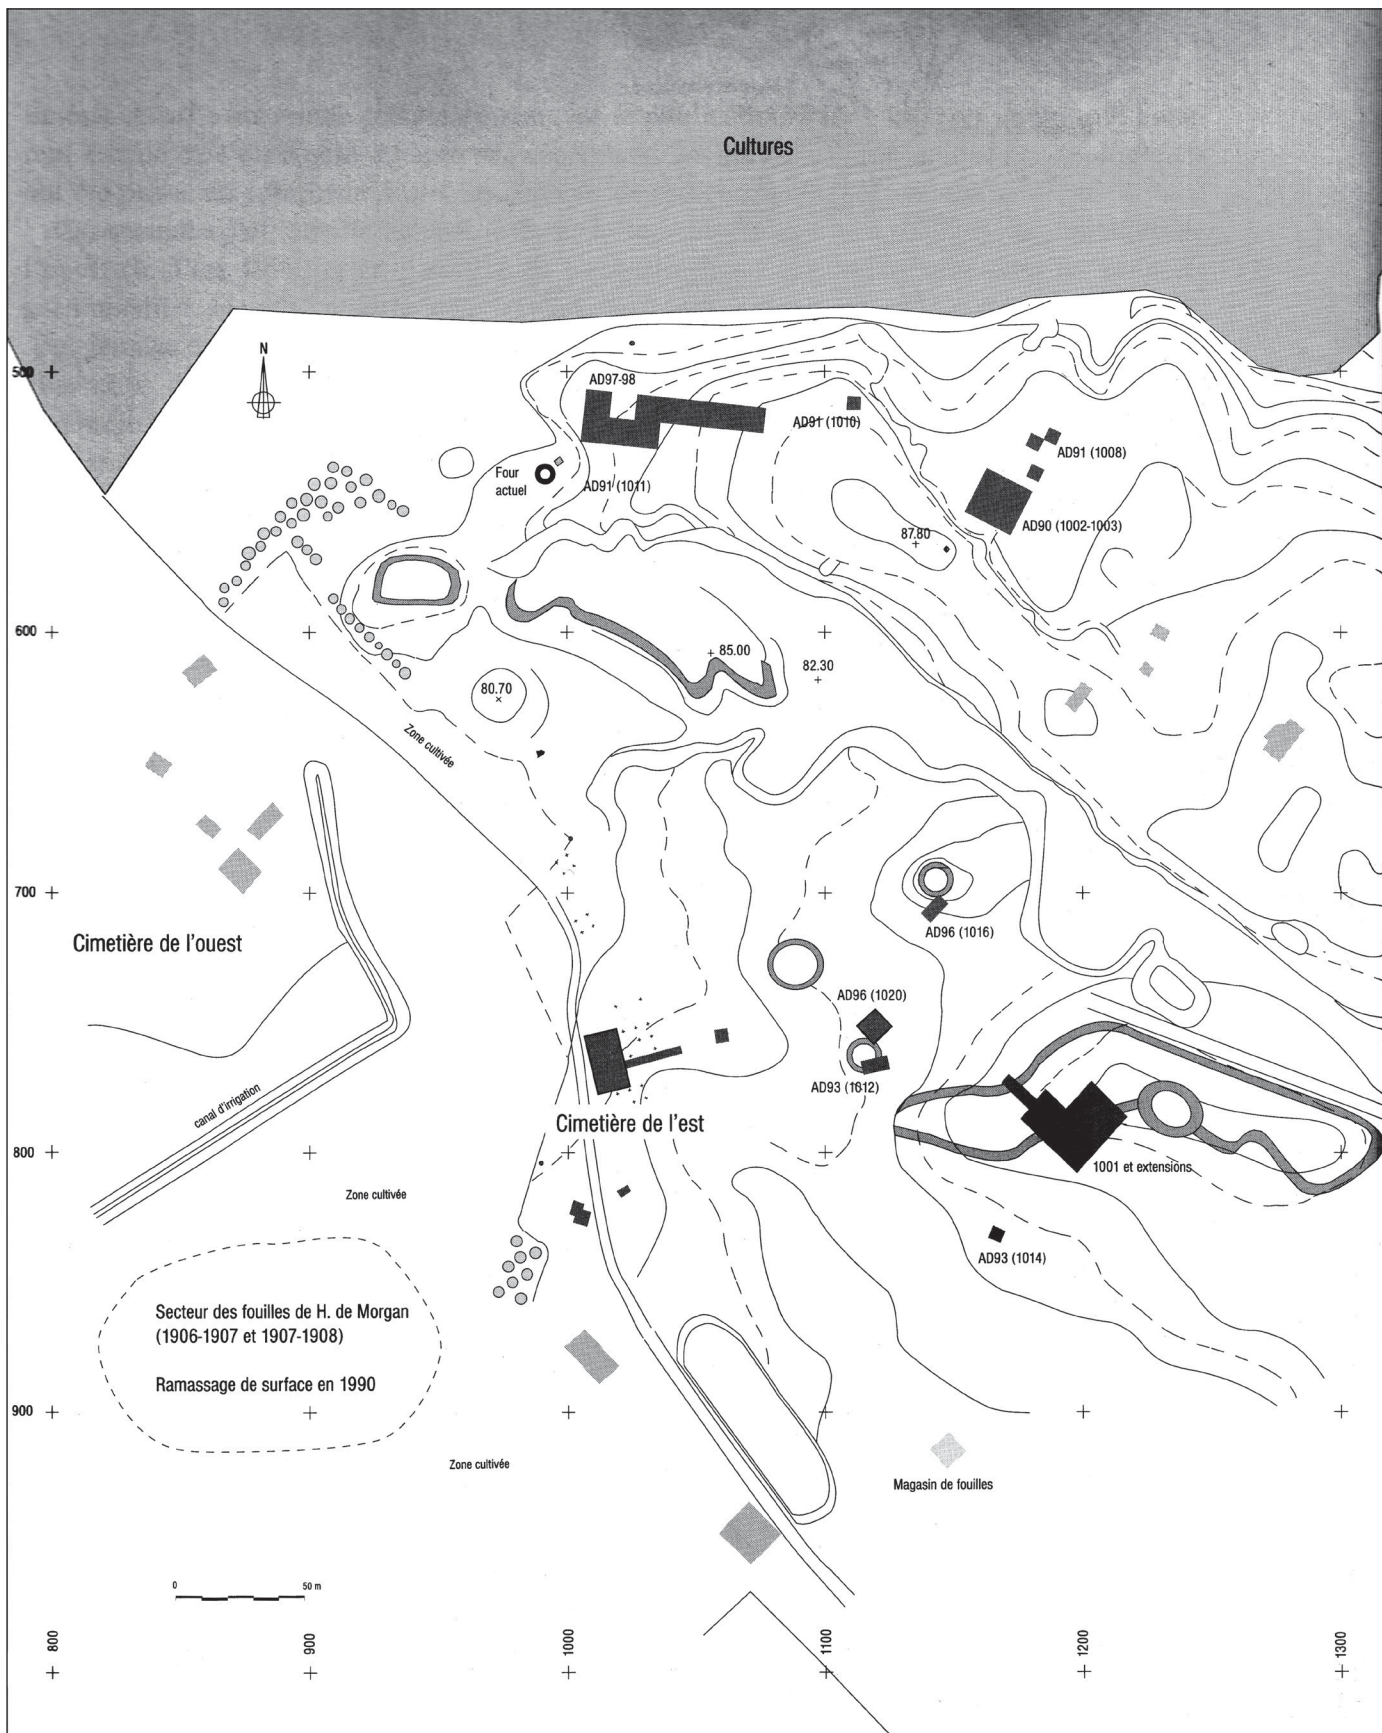 Cultures
500
N
AD97-98
AD91 (1010)
Four
actuel
AD91 (1011)
AD91 (1008)
AD90 (1002-1003)
87.80
600
85.00
82.30
80.70
Zone cultivée
700
Cimetière de l'ouest
AD96 (1016)
AD96 (1020)
AD93 (1012)
canal d'irrigation
Cimetière de l'est
800
1001 et extensions
Zone cultivée
AD93 (1014)
Secteur des fouilles de H. de Morgan
(1906-1907 et 1907-1908)
Ramassage de surface en 1990
900
Zone cultivée
Magasin de fouilles
0 50 m
800
900
1000
1100
1200
1300